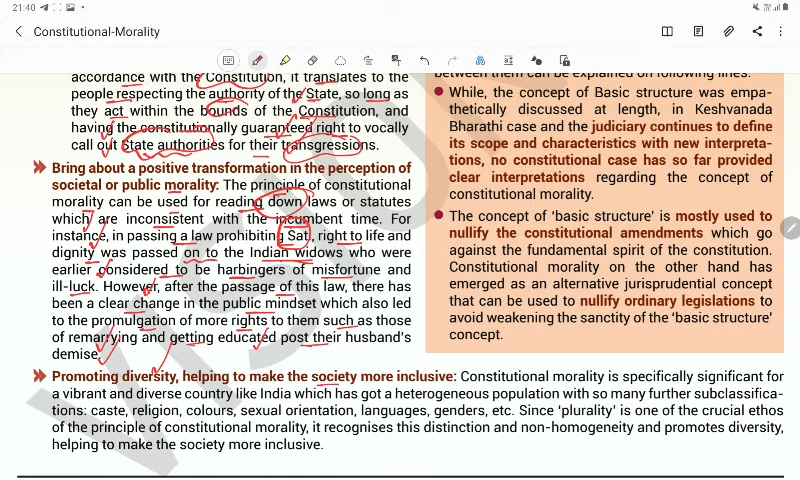 21:40
Constitutional-Morality
accordance with the Constitution, it translates to the
people respecting the authority of the State, so long as
they act within the bounds of the Constitution, and
having the constitutionally guaranteed right to vocally
call out State authorities for their transgressions.
Bring about a positive transformation in the perception of
societal or public morality: The principle of constitutional
morality can be used for reading down laws or statutes
which are inconsistent with the incumbent time. For
instance, in passing a law prohibiting Sati, right to life and
dignity was passed on to the Indian widows who were
earlier considered to be harbingers of misfortune and
ill-luck. However, after the passage of this law, there has
been a clear change in the public mindset which also led
to the promulgation of more rights to them such as those
of remarrying and getting educated post their husband's
demise.
between them can be explained on following lines:
While, the concept of Basic structure was empa-
thetically discussed at length, in Keshvanada
Bharathi case and the judiciary continues to define
its scope and characteristics with new interpreta-
tions, no constitutional case has so far provided
clear interpretations regarding the concept of
constitutional morality.
The concept of 'basic structure' is mostly used to
nullify the constitutional amendments which go
against the fundamental spirit of the constitution.
Constitutional morality on the other hand has
emerged as an alternative jurisprudential concept
that can be used to nullify ordinary legislations to
avoid weakening the sanctity of the 'basic structure'
concept.
Promoting diversity, helping to make the society more inclusive: Constitutional morality is specifically significant for
a vibrant and diverse country like India which has got a heterogeneous population with so many further subclassifica-
tions: caste, religion, colours, sexual orientation, languages, genders, etc. Since 'plurality' is one of the crucial ethos
of the principle of constitutional morality, it recognises this distinction and non-homogeneity and promotes diversity,
helping to make the society more inclusive.